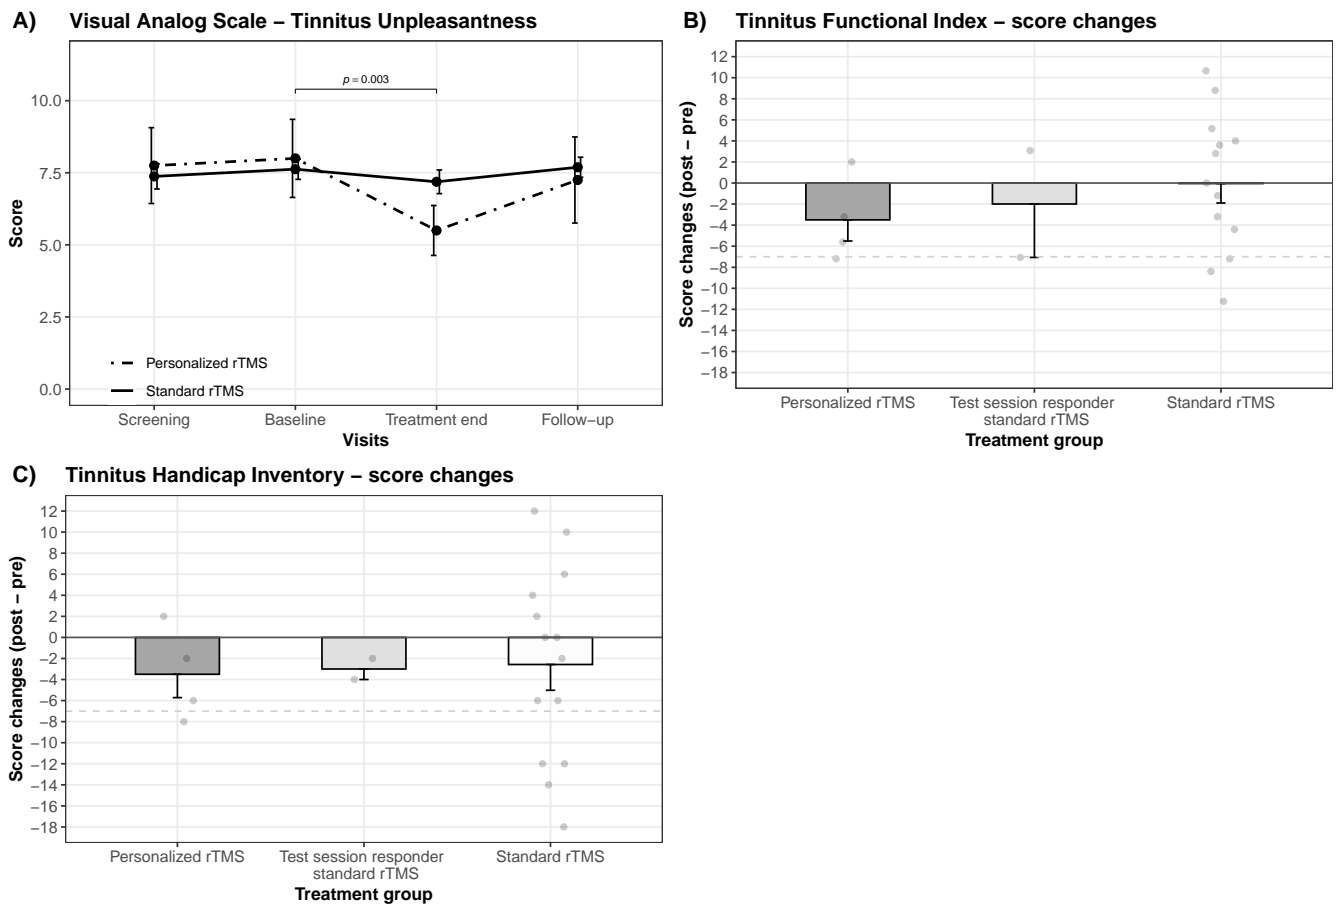 A) Visual Analog Scale – Tinnitus Unpleasantness
Score
10.0
7.5
5.0
2.5
0.0
p = 0.003
Personalized rTMS
Standard rTMS
Screening Baseline Treatment end Follow−up
Visits
B) Tinnitus Functional Index – score changes
Score changes (post − pre)
12
10
8
6
4
2
0
−2
−4
−6
−8
−10
−12
−14
−16
−18
Personalized rTMS Test session responder Standard rTMS
standard rTMS
Treatment group
C) Tinnitus Handicap Inventory – score changes
Score changes (post − pre)
12
10
8
6
4
2
0
−2
−4
−6
−8
−10
−12
−14
−16
−18
Personalized rTMS Test session responder Standard rTMS
standard rTMS
Treatment group